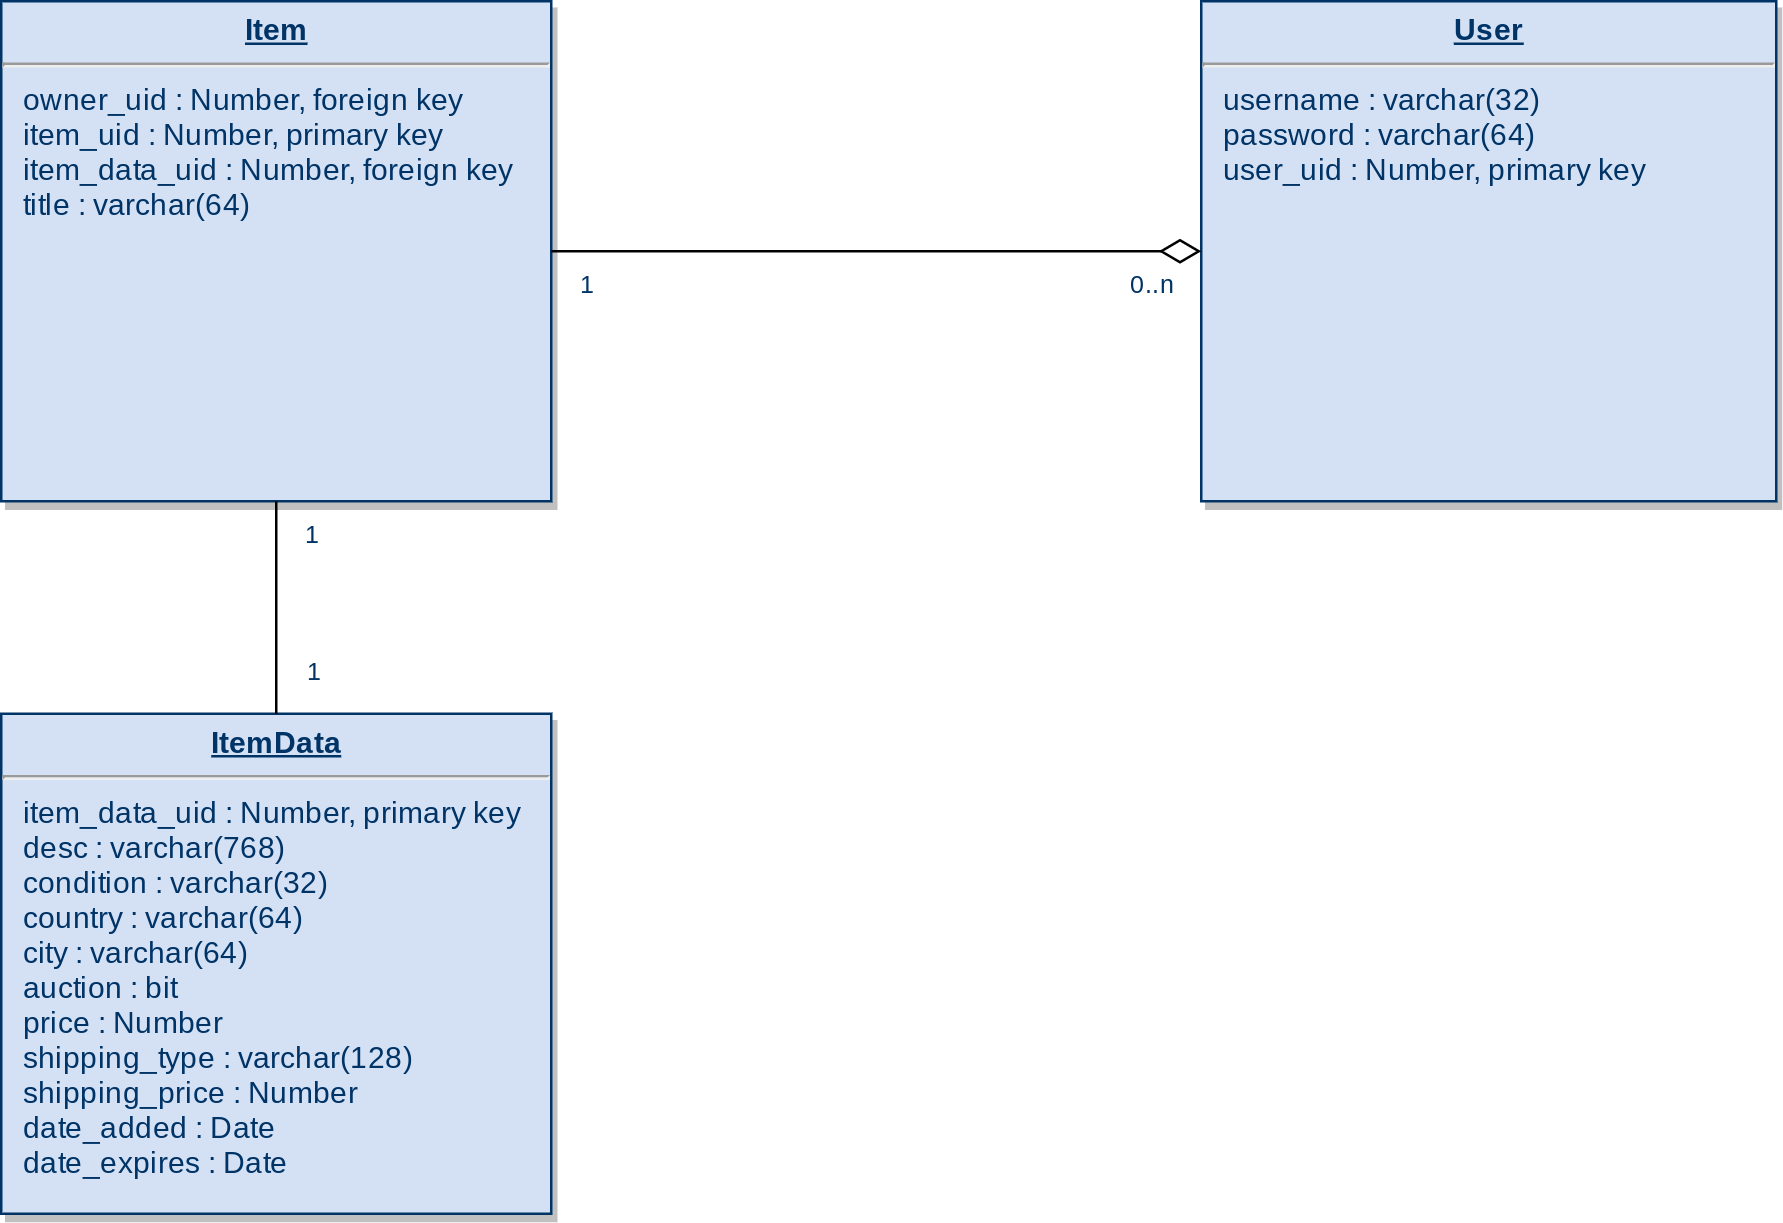 Item
owner_uid : Number, foreign key
item_uid : Number, primary key
item_data_uid : Number, foreign key
title : varchar(64)
User
username : varchar(32)
password : varchar(64)
user_uid : Number, primary key
1
0..n
1
1
ItemData
item_data_uid : Number, primary key
desc : varchar(768)
condition : varchar(32)
country : varchar(64)
city : varchar(64)
auction : bit
price : Number
shipping_type : varchar(128)
shipping_price : Number
date_added : Date
date_expires : Date